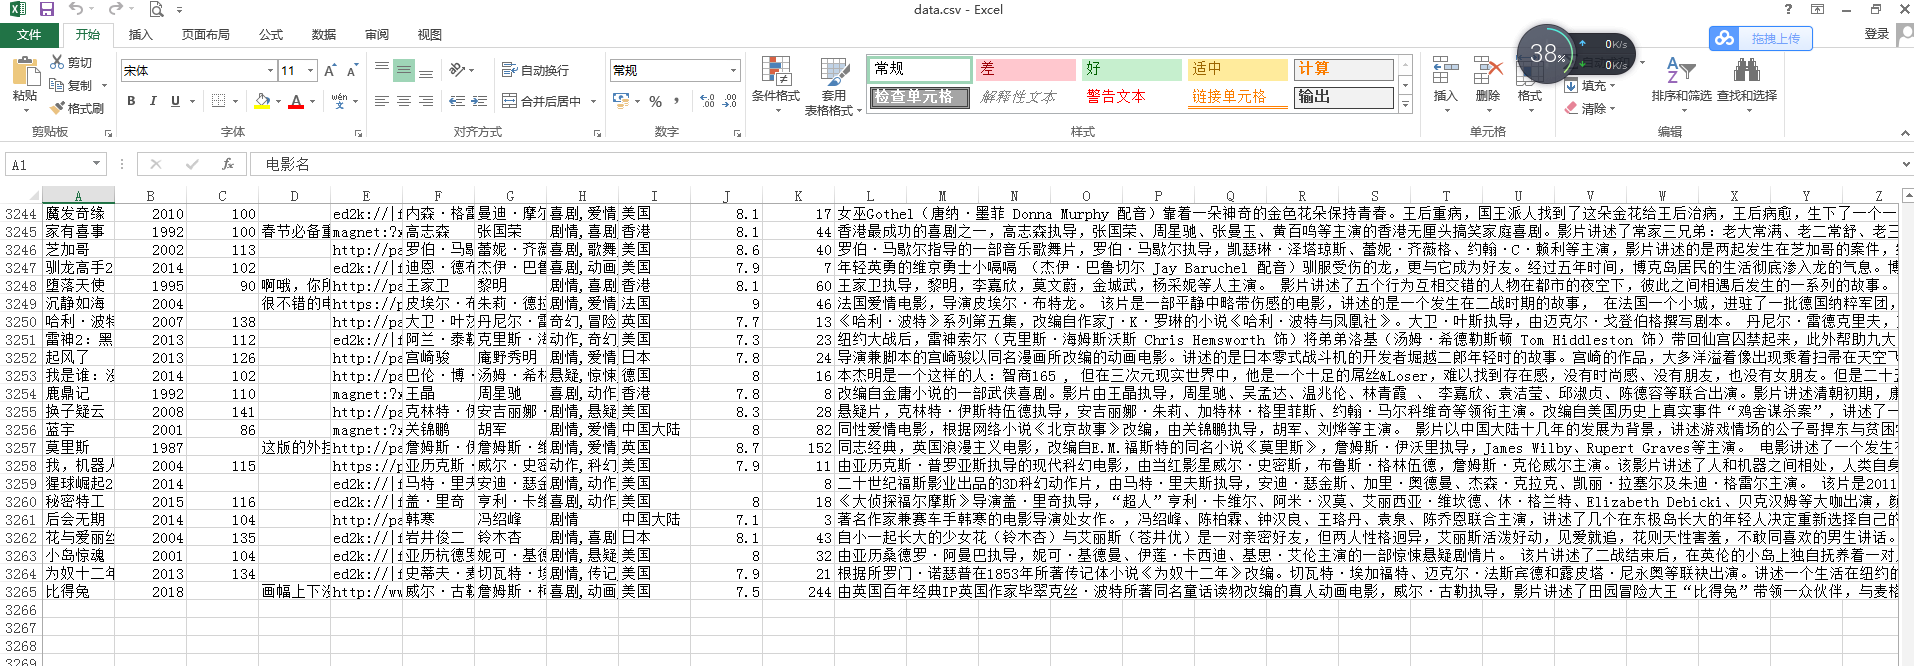 data.csv - Excel
文件 开始 插入 页面布局 公式 数据 审阅 视图 登录
拖拽上传
38% 0K/s
0K/s
粘贴 剪切 复制 格式刷 剪贴板
宋体 11 B I U wén 字体
自动换行 合并后居中 对齐方式
常规 % , 数字
条件格式 套用表格格式
常规 差 好 适中 计算
检查单元格 解释性文本 警告文本 链接单元格 输出
样式
插入 删除 格式 单元格
填充 清除 排序和筛选 查找和选择 编辑
A1 fx 电影名
A B C D E F G H I J K L M N O P Q R S T U V W X Y Z
3244 魔发奇缘 2010 100 ed2k://|f 内森·格雷 曼迪·摩尔 喜剧,爱情 美国 8.1 17 女巫Gothel（唐纳·墨菲 Donna Murphy 配音）靠着一朵神奇的金色花朵保持青春。王后重病，国王派人找到了这朵金花给王后治病，王后病愈，生下了一个一
3245 家有喜事 1992 100 春节必备重 magnet:?x 高志森 张国荣 喜剧,爱情 香港 8.1 44 香港最成功的喜剧之一，高志森执导，张国荣、周星驰、张曼玉、黄百鸣等主演的香港无厘头搞笑家庭喜剧。影片讲述了常家三兄弟：老大常满、老二常舒、老三
3246 芝加哥 2002 113 http://pa 罗伯·马歇 蕾妮·齐薇 喜剧,歌舞 美国 8.6 40 罗伯·马歇尔指导的一部音乐歌舞片，罗伯·马歇尔执导，凯瑟琳·泽塔琼斯、蕾妮·齐薇格、约翰·C·赖利等主演，影片讲述的是两起发生在芝加哥的案件，
3247 驯龙高手2 2014 102 ed2k://|f 迪恩·德布 杰伊·巴鲁 喜剧,动画 美国 7.9 7 年轻英勇的维京勇士小嗝嗝 （杰伊·巴鲁切尔 Jay Baruchel 配音）驯服受伤的龙，更与它成为好友。经过五年时间，博克岛居民的生活彻底渗入龙的气息。博
3248 堕落天使 1995 90 啊哦，你所 ed2k://|f 王家卫 黎明 剧情,喜剧 香港 8.1 60 王家卫执导，黎明，李嘉欣，莫文蔚，金城武，杨采妮等人主演。 影片讲述了五个行为互相交错的人物在都市的夜空下，彼此之间相遇后发生的一系列的故事。
3249 沉静如海 2004 很不错的电 https://p 皮埃尔·布 朱莉·德拉 剧情,爱情 法国 9 46 法国爱情电影，导演皮埃尔·布特龙。 该片是一部平静中略带伤感的电影，讲述的是一个发生在二战时期的故事， 在法国一个小城，进驻了一批德国纳粹军团，
3250 哈利·波特 2007 138 http://pa 大卫·叶茨 丹尼尔·雷 奇幻,冒险 英国 7.7 13 《哈利·波特》系列第五集，改编自作家J·K·罗琳的小说《哈利·波特与凤凰社》。大卫·叶斯执导，由迈克尔·戈登伯格撰写剧本。 丹尼尔·雷德克里夫，
3251 雷神2：黑 2013 112 ed2k://|f 阿兰·泰勒 克里斯·海 动作,奇幻 美国 7.3 23 纽约大战后，雷神索尔（克里斯·海姆斯沃斯 Chris Hemsworth 饰）将弟弟洛基（汤姆·希德勒斯顿 Tom Hiddleston 饰）带回仙宫囚禁起来，此外帮助九大
3252 起风了 2013 126 http://pa 宫崎骏 庵野秀明 剧情,爱情 日本 7.8 24 导演兼脚本的宫崎骏以同名漫画所改编的动画电影。讲述的是日本零式战斗机的开发者堀越二郎年轻时的故事。宫崎的作品，大多洋溢着像出现乘着扫帚在天空飞
3253 我是谁：没 2014 102 ed2k://|f 巴伦·博· 汤姆·希林 悬疑,惊悚 德国 8 16 本杰明是一个这样的人：智商165 ，但在三次元现实世界中，他是一个十足的屌丝&Loser，难以找到存在感，没有时尚感、没有朋友，也没有女朋友。但是二十五
3254 鹿鼎记 1992 110 magnet:?x 王晶 周星驰 剧情,喜剧 香港 7.8 8 改编自金庸小说的一部武侠喜剧。影片由王晶执导，周星驰、吴孟达、温兆伦、林青霞 、 李嘉欣、袁洁莹、邱淑贞、陈德容等联合出演。影片讲述清朝初期，康
3255 换子疑云 2008 141 http://pa 克林特·伊 安吉丽娜· 剧情,悬疑 美国 8.3 28 悬疑片，克林特·伊斯特伍德执导，安吉丽娜·朱莉、加特林·格里菲斯、约翰·马尔科维奇等领衔主演。改编自美国历史上真实事件“鸡舍谋杀案”，讲述了一
3256 蓝宇 2001 86 magnet:?x 关锦鹏 胡军 剧情,爱情 中国大陆 8 82 同性爱情电影，根据网络小说《北京故事》改编，由关锦鹏执导，胡军、刘烨等主演。 影片以中国大陆十几年的发展为背景，讲述游戏情场的公子哥捍东与贫困
3257 莫里斯 1987 这版的外挂 http://pa 詹姆斯·伊 詹姆斯·维 剧情,爱情 英国 8.7 152 同志经典，英国浪漫主义电影，改编自E.M.福斯特的同名小说《莫里斯》，詹姆斯·伊沃里执导，James Wilby、Rupert Graves等主演。 电影讲述了一个发生在
3258 我，机器人 2004 115 https://p 亚历克斯· 威尔·史密 动作,科幻 美国 7.9 11 由亚历克斯·普罗亚斯执导的现代科幻电影，由当红影星威尔·史密斯，布鲁斯·格林伍德，詹姆斯·克伦威尔主演。该影片讲述了人和机器之间相处，人类自身
3259 猩球崛起2 2014 ed2k://|f 马特·里夫 安迪·瑟金 剧情,动作 美国 8 二十世纪福斯影业出品的3D科幻动作片，由马特·里夫斯执导，安迪·瑟金斯、加里·奥德曼、杰森·克拉克、凯丽·拉塞尔及朱迪·格雷尔主演。 该片是2011
3260 秘密特工 2015 116 http://pa 盖·里奇 亨利·卡维 剧情,动作 美国 8 18 《大侦探福尔摩斯》导演盖·里奇执导，“超人”亨利·卡维尔、阿米·汉莫、艾丽西亚·维坎德、休·格兰特、Elizabeth Debicki、贝克汉姆等大咖出演，颜
3261 后会无期 2014 104 http://pa 韩寒 冯绍峰 剧情 中国大陆 7.1 3 著名作家兼赛车手韩寒的电影导演处女作。，冯绍峰、陈柏霖、钟汉良、王珞丹、袁泉、陈乔恩联合主演，讲述了几个在东极岛长大的年轻人决定重新选择自己的
3262 花与爱丽丝 2004 135 ed2k://|f 岩井俊二 铃木杏 剧情,喜剧 日本 8.1 43 自小一起长大的少女花（铃木杏）与艾丽斯（苍井优）是一对亲密好友，但两人性格迥异，艾丽斯活泼好动，见爱就追，花则天性害羞，不敢同喜欢的男生讲话。
3263 小岛惊魂 2001 104 ed2k://|f 亚历杭德罗 妮可·基德 剧情,悬疑 美国 8 32 由亚历桑德罗·阿曼巴执导，妮可·基德曼、伊莲·卡西迪、基思·艾伦主演的一部惊悚悬疑剧情片。 该片讲述了二战结束后，在英伦的小岛上独自抚养着一对
3264 为奴十二年 2013 134 ed2k://|f 史蒂夫·麦 切瓦特·埃 剧情,传记 美国 7.9 21 根据所罗门·诺瑟普在1853年所著传记体小说《为奴十二年》改编。切瓦特·埃加福特、迈克尔·法斯宾德和露皮塔·尼永奥等联袂出演。讲述一个生活在纽约的
3265 比得兔 2018 画幅上下没 http://ww 威尔·古勒 詹姆斯·柯 喜剧,动画 美国 7.5 244 由英国百年经典IP英国作家毕翠克丝·波特所著同名童话读物改编的真人动画电影，威尔·古勒执导，影片讲述了田园冒险大王“比得兔”带领一众伙伴，与麦格
3266
3267
3268
3269